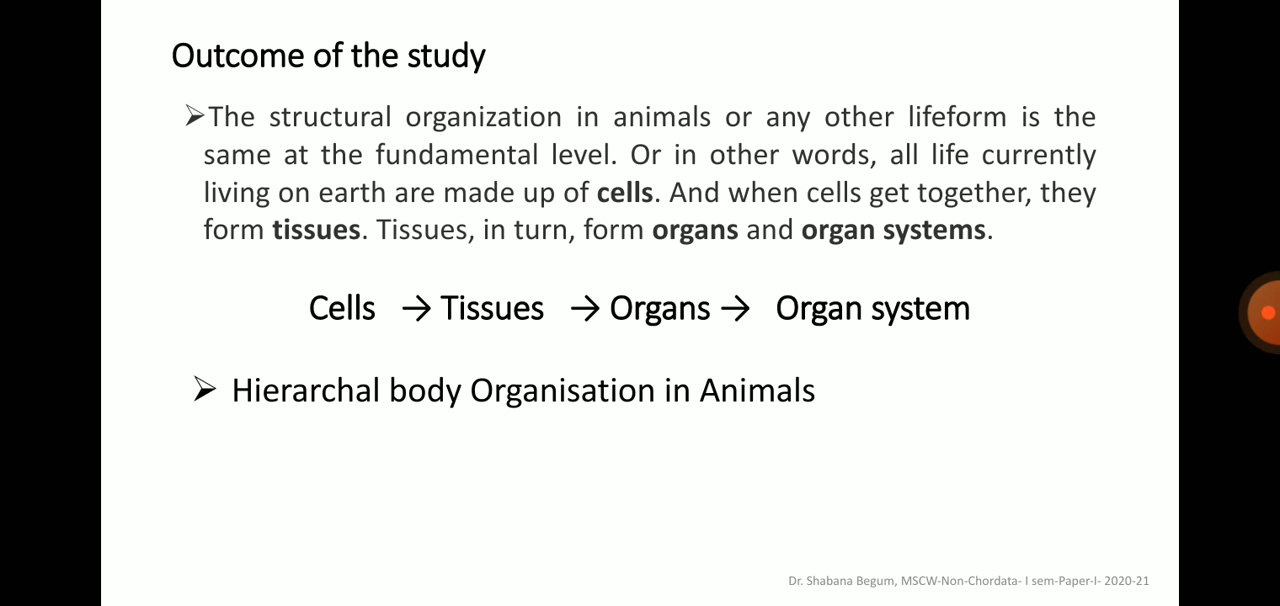 Outcome of the study
➢The structural organization in animals or any other lifeform is the
same at the fundamental level. Or in other words, all life currently
living on earth are made up of cells. And when cells get together, they
form tissues. Tissues, in turn, form organs and organ systems.
Cells → Tissues → Organs → Organ system
➢ Hierarchal body Organisation in Animals
Dr. Shabana Begum, MSCW-Non-Chordata- I sem-Paper-I- 2020-21